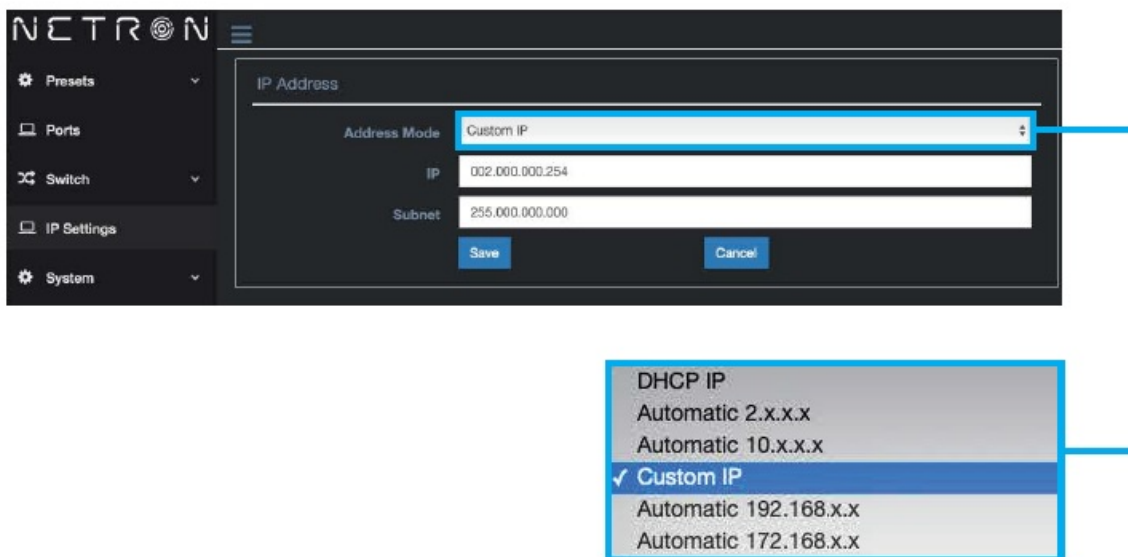 NETRON
Presets
Ports
Switch
IP Settings
System
IP Address
Address Mode Custom IP
IP 002.000.000.254
Subnet 255.000.000.000
Save Cancel
DHCP IP
Automatic 2.x.x.x
Automatic 10.x.x.x
✓ Custom IP
Automatic 192.168.x.x
Automatic 172.168.x.x